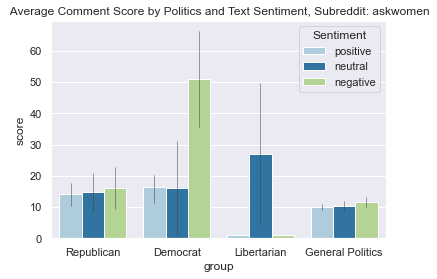 Average Comment Score by Politics and Text Sentiment, Subreddit: askwomen
Sentiment
positive
neutral
negative
60
50
40
30
20
10
0
score
Republican Democrat Libertarian General Politics
group